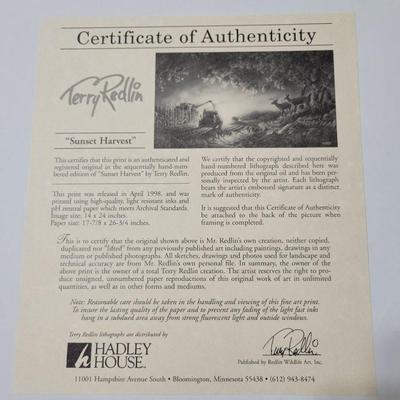 Certificate of Authenticity
Terry Redlin
"Sunset Harvest"
This certifies that this print is an authenticated and
registered original in the sequentially hand-num-
bered edition of "Sunset Harvest" by Terry Redlin.
This print was released in April 1998, and was
printed using high-quality, light resistant inks and
pH neutral paper which meets Archival Standards.
Image size: 14 x 24 inches.
Paper size: 17-7/8 x 26-3/4 inches.
We certify that the copyrighted and sequentially
hand-numbered lithograph described here was
produced from the original oil and has been per-
sonally inspected by the artist. Each lithograph
bears the artist's embossed signature as a distinct
mark of authenticity.
It is suggested that this Certificate of Authenticity
be attached to the back of the picture when
framing is completed.
This is to certify that the original shown above is Mr. Redlin's own creation, neither copied,
duplicated nor "lifted" from any previously published art including paintings, drawings in any
medium or published photographs. All sketches, drawings and photos used for landscape and
technical accuracy are from Mr. Redlin's own personal file. In summary, the owner of the
above print is the owner of a total Terry Redlin creation. The artist reserves the right to pro-
duce unsigned, unnumbered paper reproductions of this original work of art in unlimited
quantities, as well as in other forms and mediums.
Note: Reasonable care should be taken in the handling and viewing of this fine art print.
To insure the lasting quality of the paper and to prevent any fading of the light fast inks
hang in a subdued area away from strong fluorescent light and outside windows.
Terry Redlin lithographs are distributed by
HADLEY
HOUSE
Terry Redlin
Published by Redlin Wildlife Art, Inc.
11001 Hampshire Avenue South • Bloomington, Minnesota 55438 • (612) 943-8474